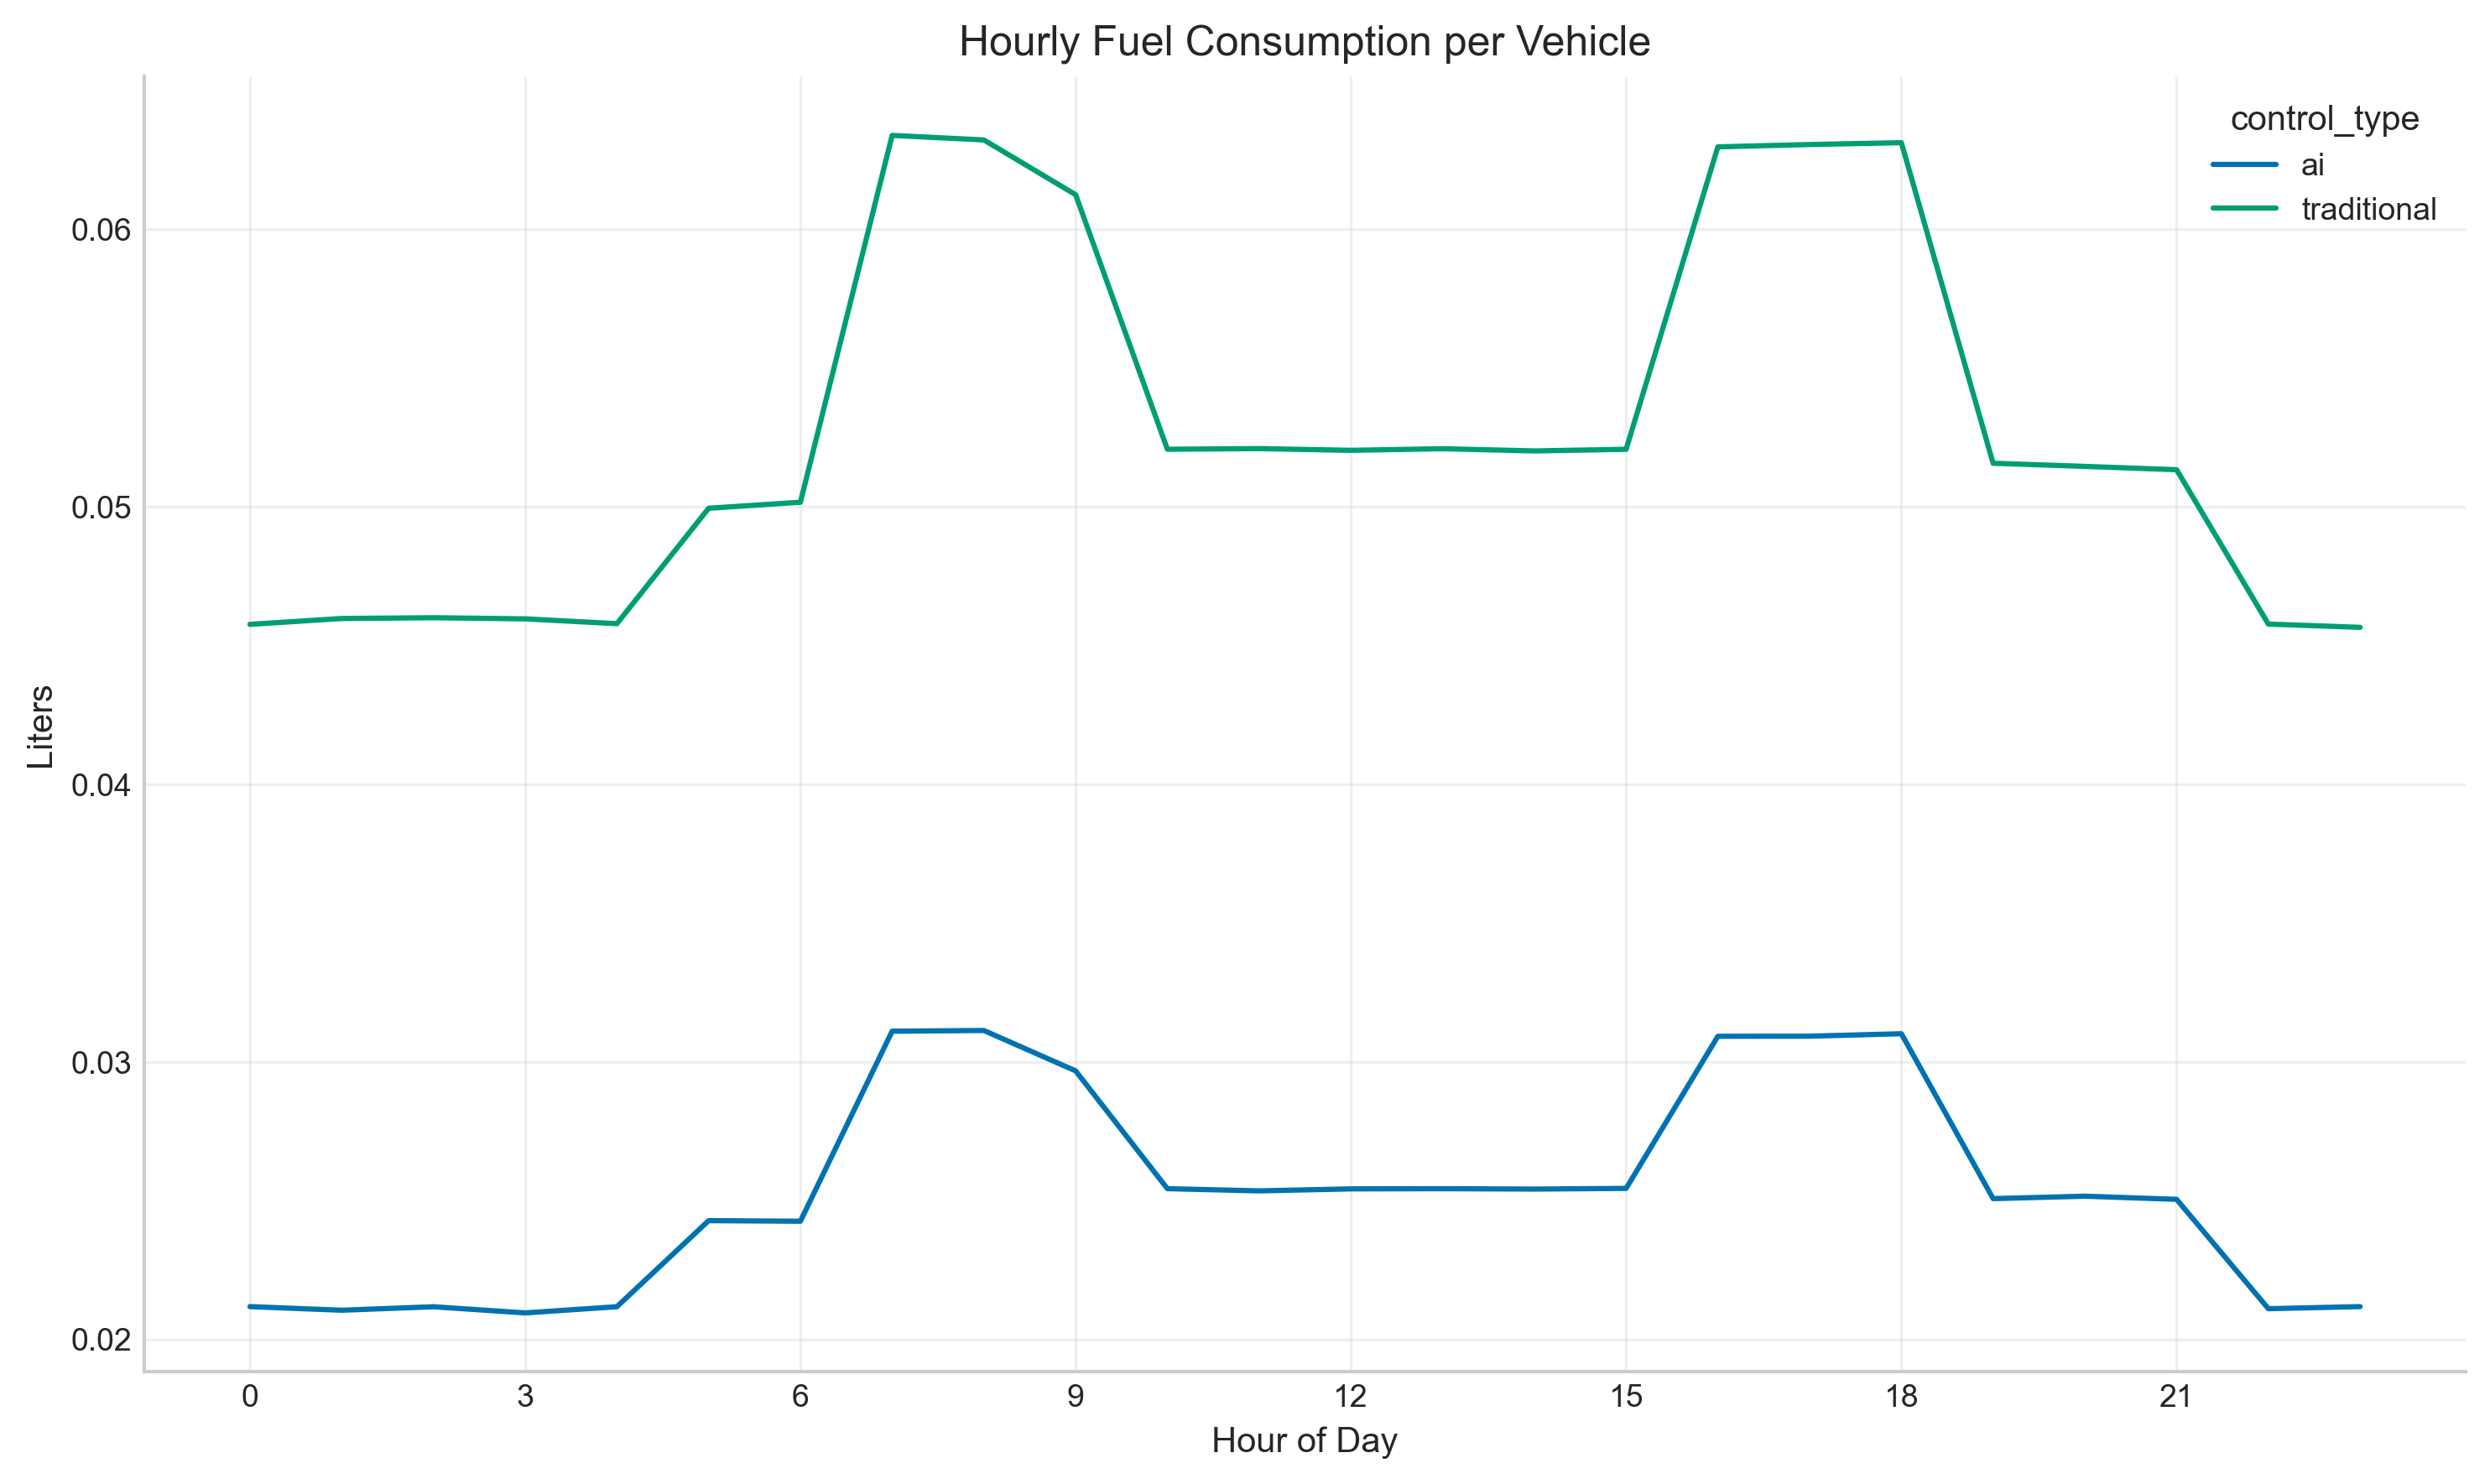 Hourly Fuel Consumption per Vehicle
control_type
ai
traditional
0.06
0.05
0.04
0.03
0.02
Liters
0 3 6 9 12 15 18 21
Hour of Day